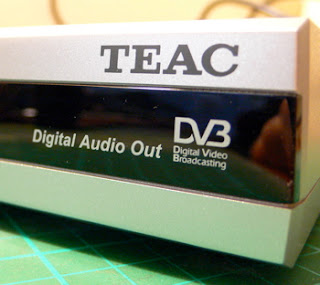 TEAC
Digital Audio Out
DVB
Digital Video
Broadcasting